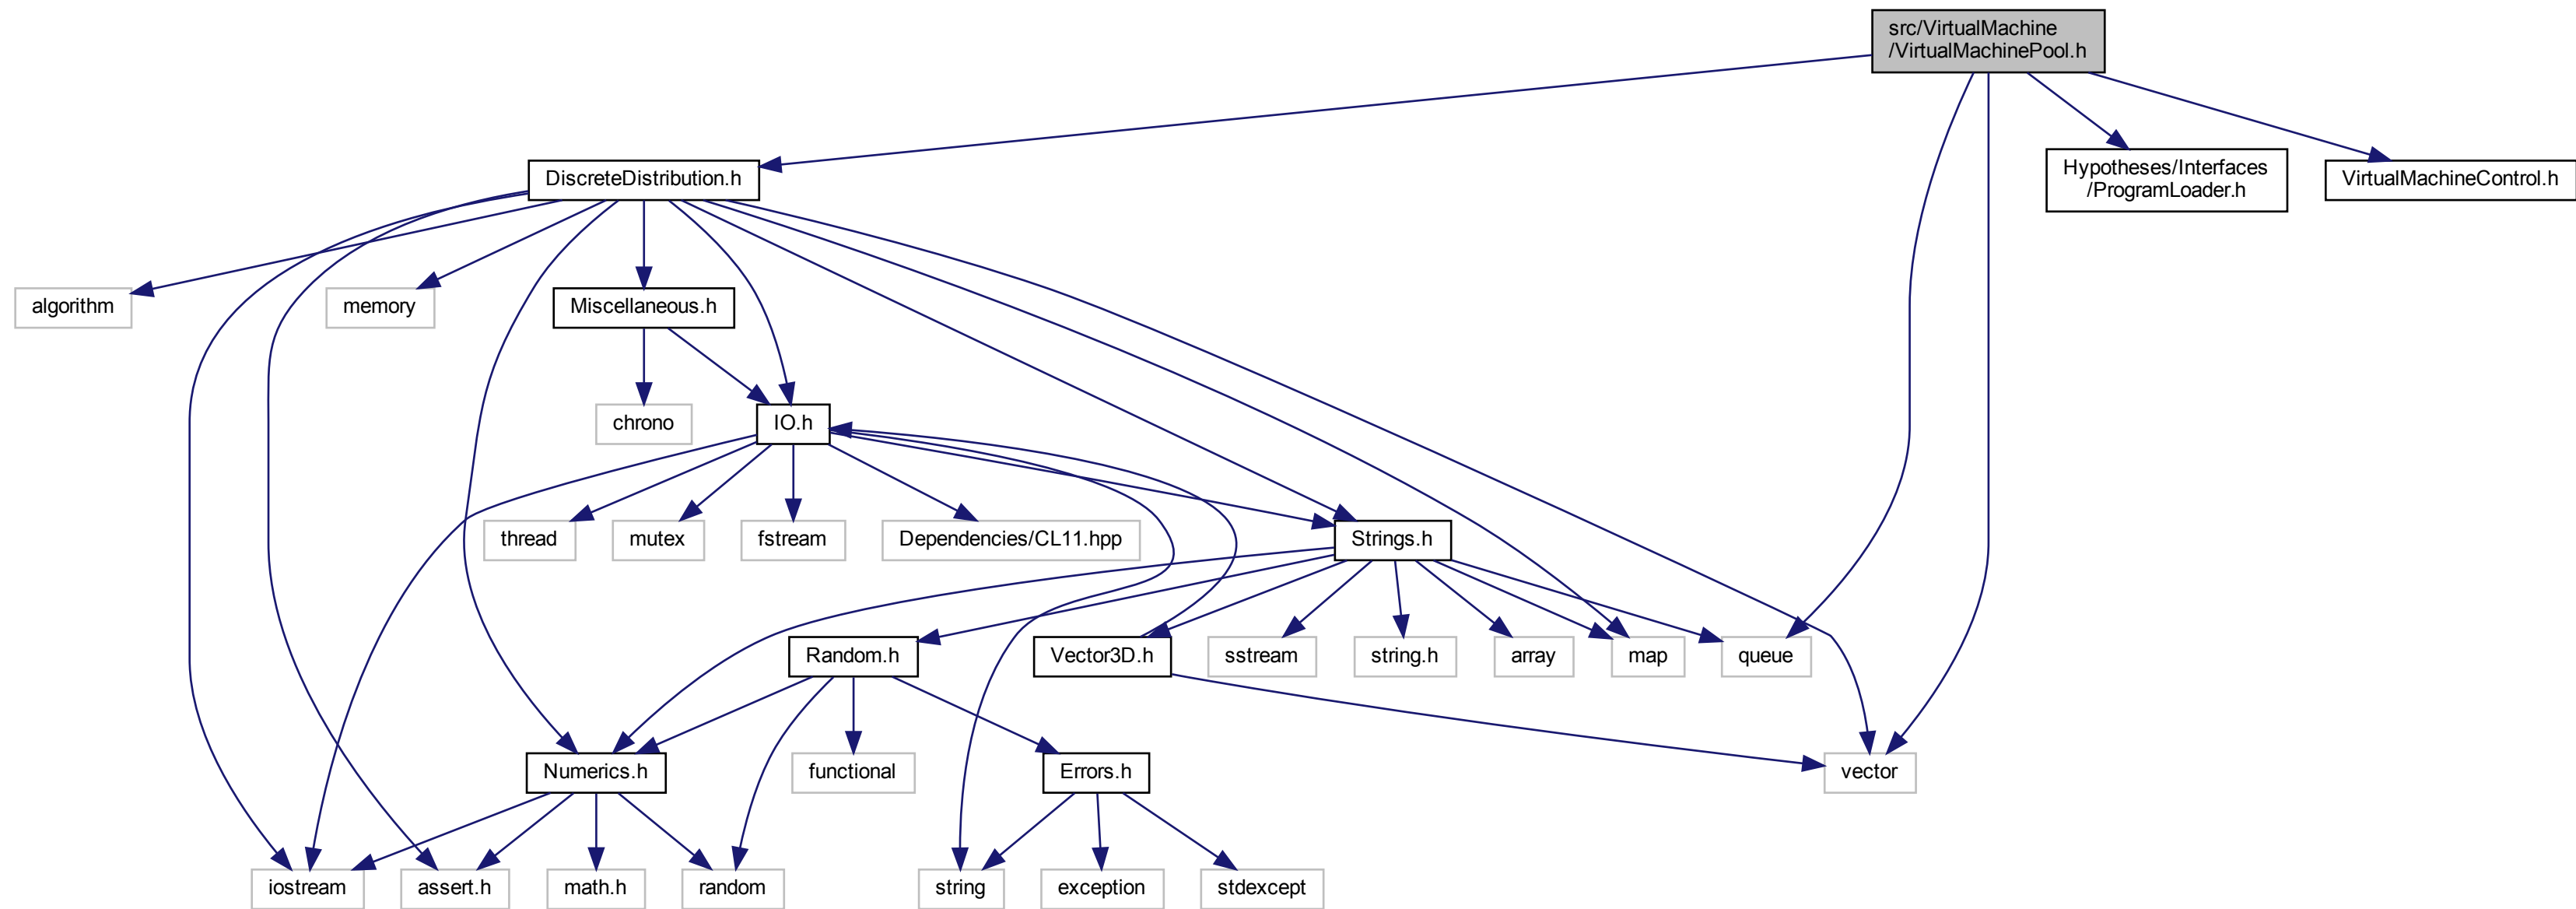 src/VirtualMachine
/VirtualMachinePool.h
DiscreteDistribution.h
Hypotheses/Interfaces
/ProgramLoader.h
VirtualMachineControl.h
algorithm
memory
Miscellaneous.h
chrono
IO.h
thread
mutex
fstream
Dependencies/CL11.hpp
Strings.h
Random.h
Vector3D.h
sstream
string.h
array
map
queue
Numerics.h
functional
Errors.h
vector
iostream
assert.h
math.h
random
string
exception
stdexcept